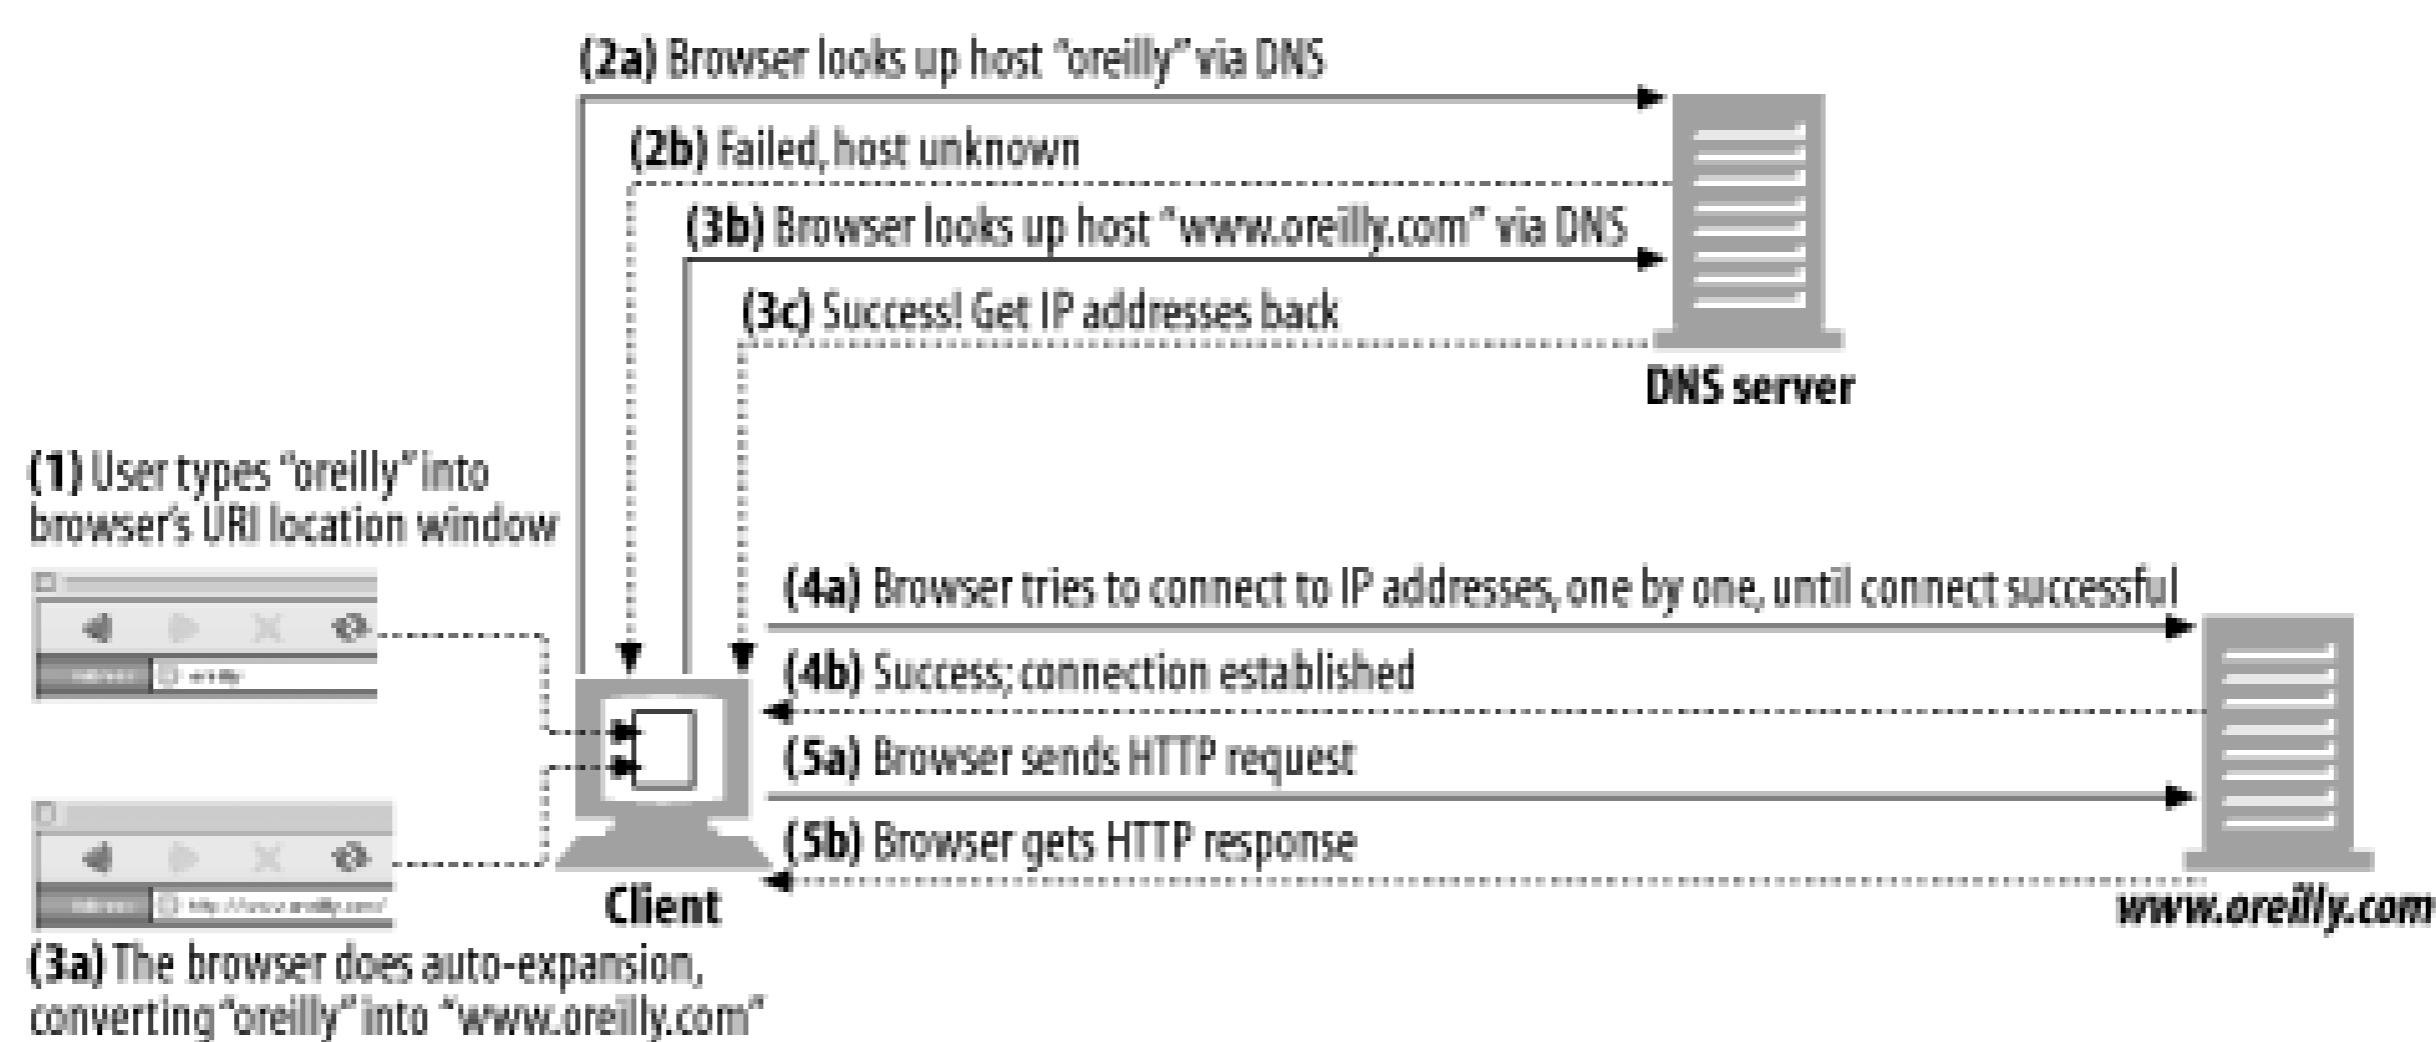 (2a) Browser looks up host "oreilly" via DNS
(2b) Failed, host unknown
(3b) Browser looks up host "www.oreilly.com" via DNS
(3c) Success! Get IP addresses back
DNS server
(1) User types "oreilly" into
browser's URI location window
(4a) Browser tries to connect to IP addresses, one by one, until connect successful
(4b) Success; connection established
(5a) Browser sends HTTP request
(5b) Browser gets HTTP response
Client
www.oreilly.com
(3a) The browser does auto-expansion,
converting "oreilly" into "www.oreilly.com"